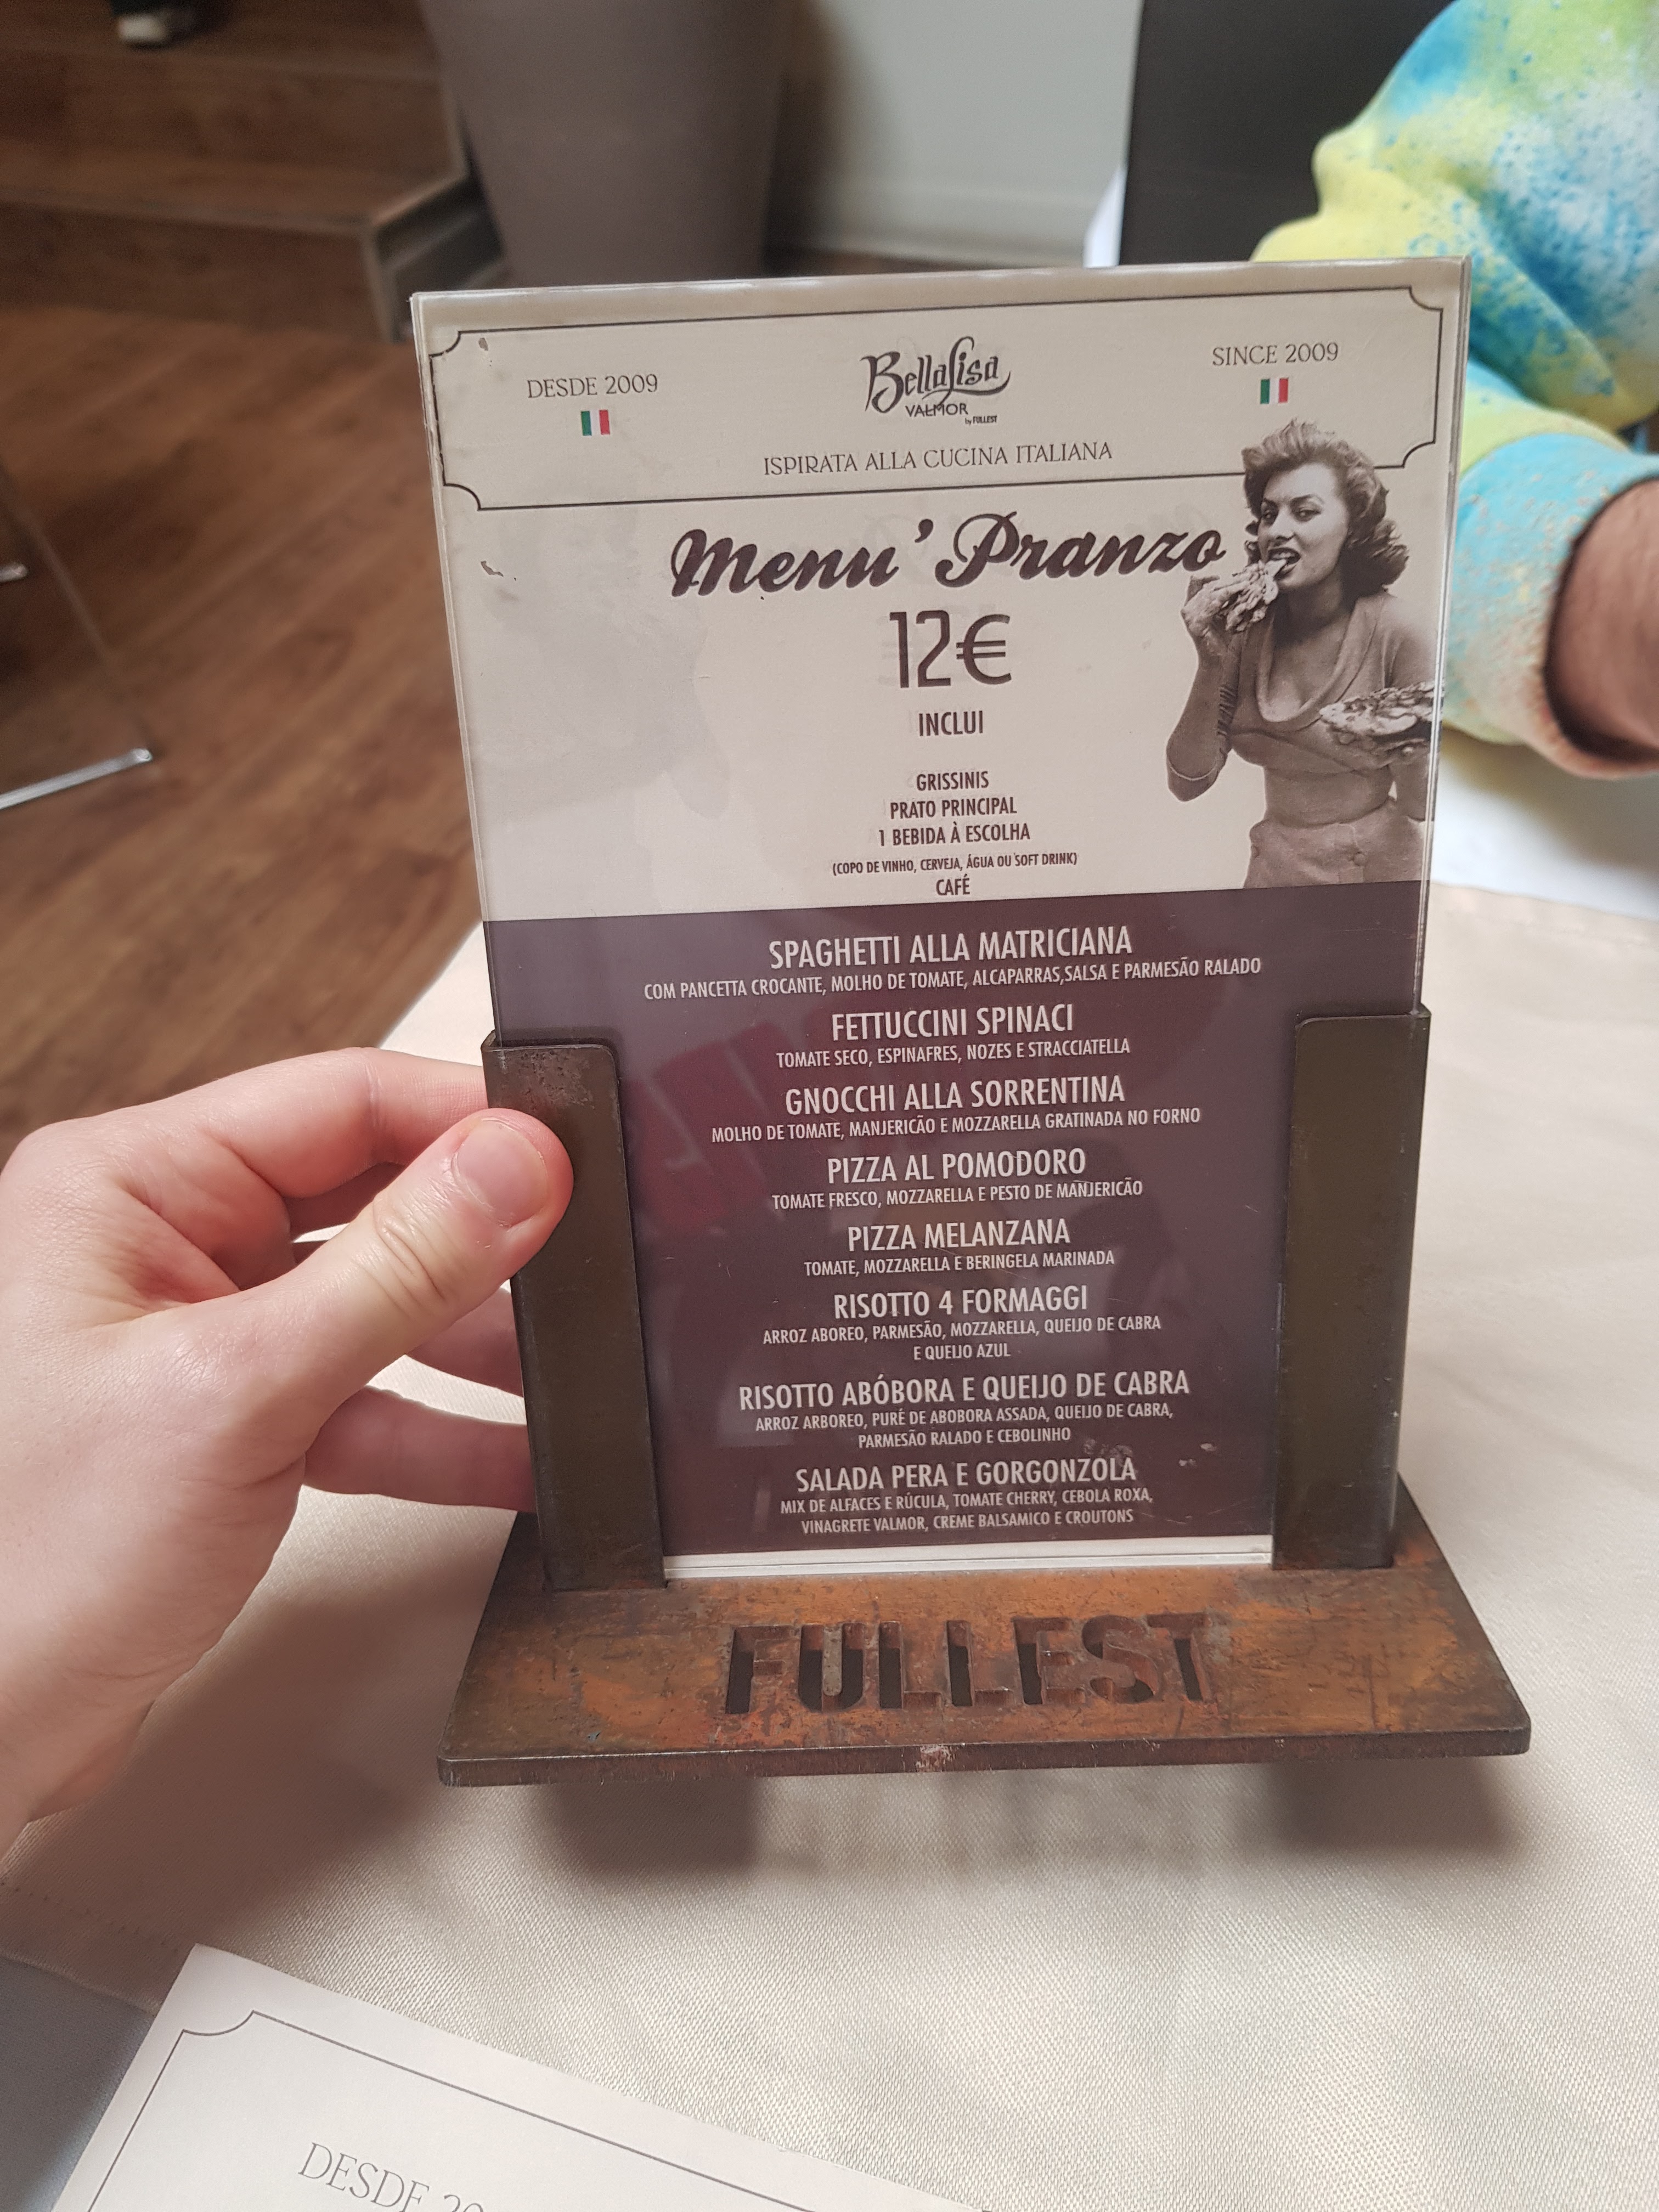 DESDE 2009
BellaLisa
VALMOR
by FULLEST
SINCE 2009
ISPIRATA ALLA CUCINA ITALIANA
Menu' Pranzo
12€
INCLUI
GRISSINIS
PRATO PRINCIPAL
1 BEBIDA À ESCOLHA
(COPO DE VINHO, CERVEJA, ÁGUA OU SOFT DRINK)
CAFÉ
SPAGHETTI ALLA MATRICIANA
COM PANCETTA CROCANTE, MOLHO DE TOMATE, ALCAPARRAS,SALSA E PARMESÃO RALADO
FETTUCCINI SPINACI
TOMATE SECO, ESPINAFRES, NOZES E STRACCIATELLA
GNOCCHI ALLA SORRENTINA
MOLHO DE TOMATE, MANJERICÃO E MOZZARELLA GRATINADA NO FORNO
PIZZA AL POMODORO
TOMATE FRESCO, MOZZARELLA E PESTO DE MANJERICÃO
PIZZA MELANZANA
TOMATE, MOZZARELLA E BERINGELA MARINADA
RISOTTO 4 FORMAGGI
ARROZ ABOREO, PARMESÃO, MOZZARELLA, QUEIJO DE CABRA
E QUEIJO AZUL
RISOTTO ABÓBORA E QUEIJO DE CABRA
ARROZ ARBOREO, PURÉ DE ABOBORA ASSADA, QUEIJO DE CABRA,
PARMESÃO RALADO E CEBOLINHO
SALADA PERA E GORGONZOLA
MIX DE ALFACES E RÚCULA, TOMATE CHERRY, CEBOLA ROXA,
VINAGRETE VALMOR, CREME BALSAMICO E CROUTONS
FULLEST
DESDE 20